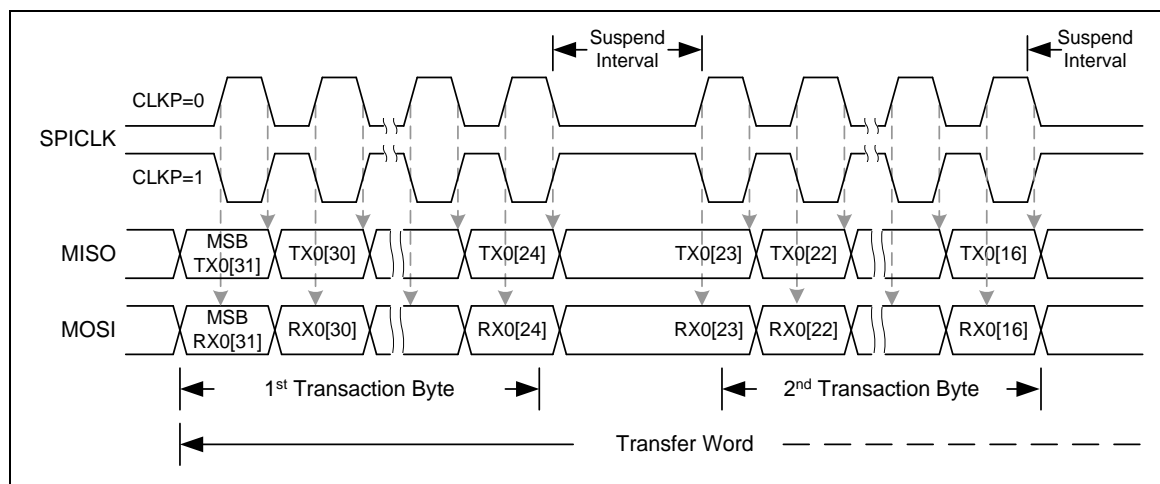 Suspend
Interval
Suspend
Interval
CLKP=0
SPICLK
CLKP=1
MISO
MSB
TX0[31]
TX0[30]
TX0[24]
TX0[23]
TX0[22]
TX0[16]
MOSI
MSB
RX0[31]
RX0[30]
RX0[24]
RX0[23]
RX0[22]
RX0[16]
1st Transaction Byte
2nd Transaction Byte
Transfer Word